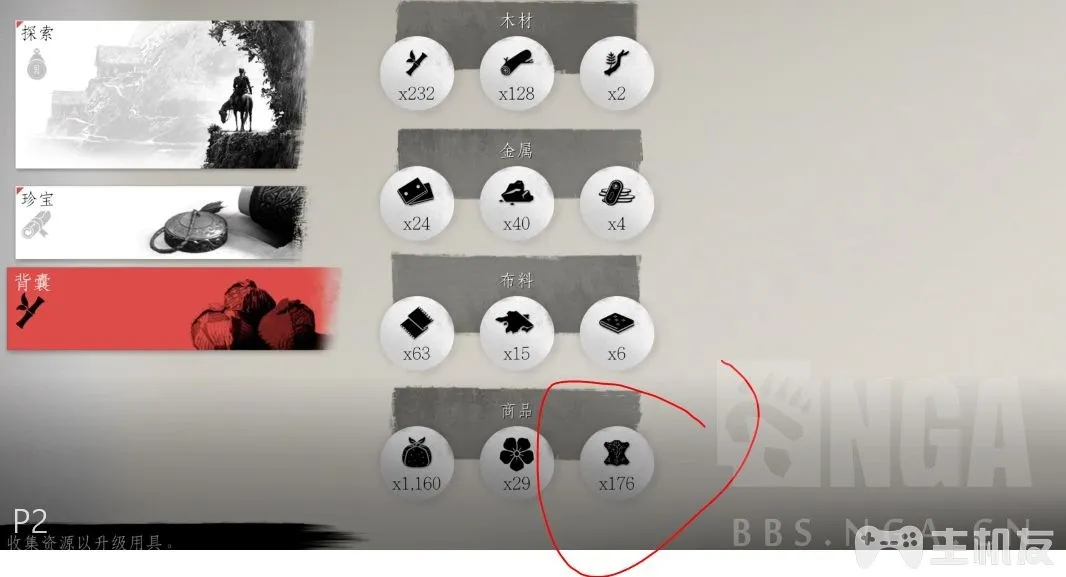 探索
珍宝
背囊
木材
x232 x128 x2
金属
x24 x40 x4
布料
x63 x15 x6
商品
x1,160 x29 x176
P2
收集资源以升级用具。
NGA
BBS.NGA.CN
主机友